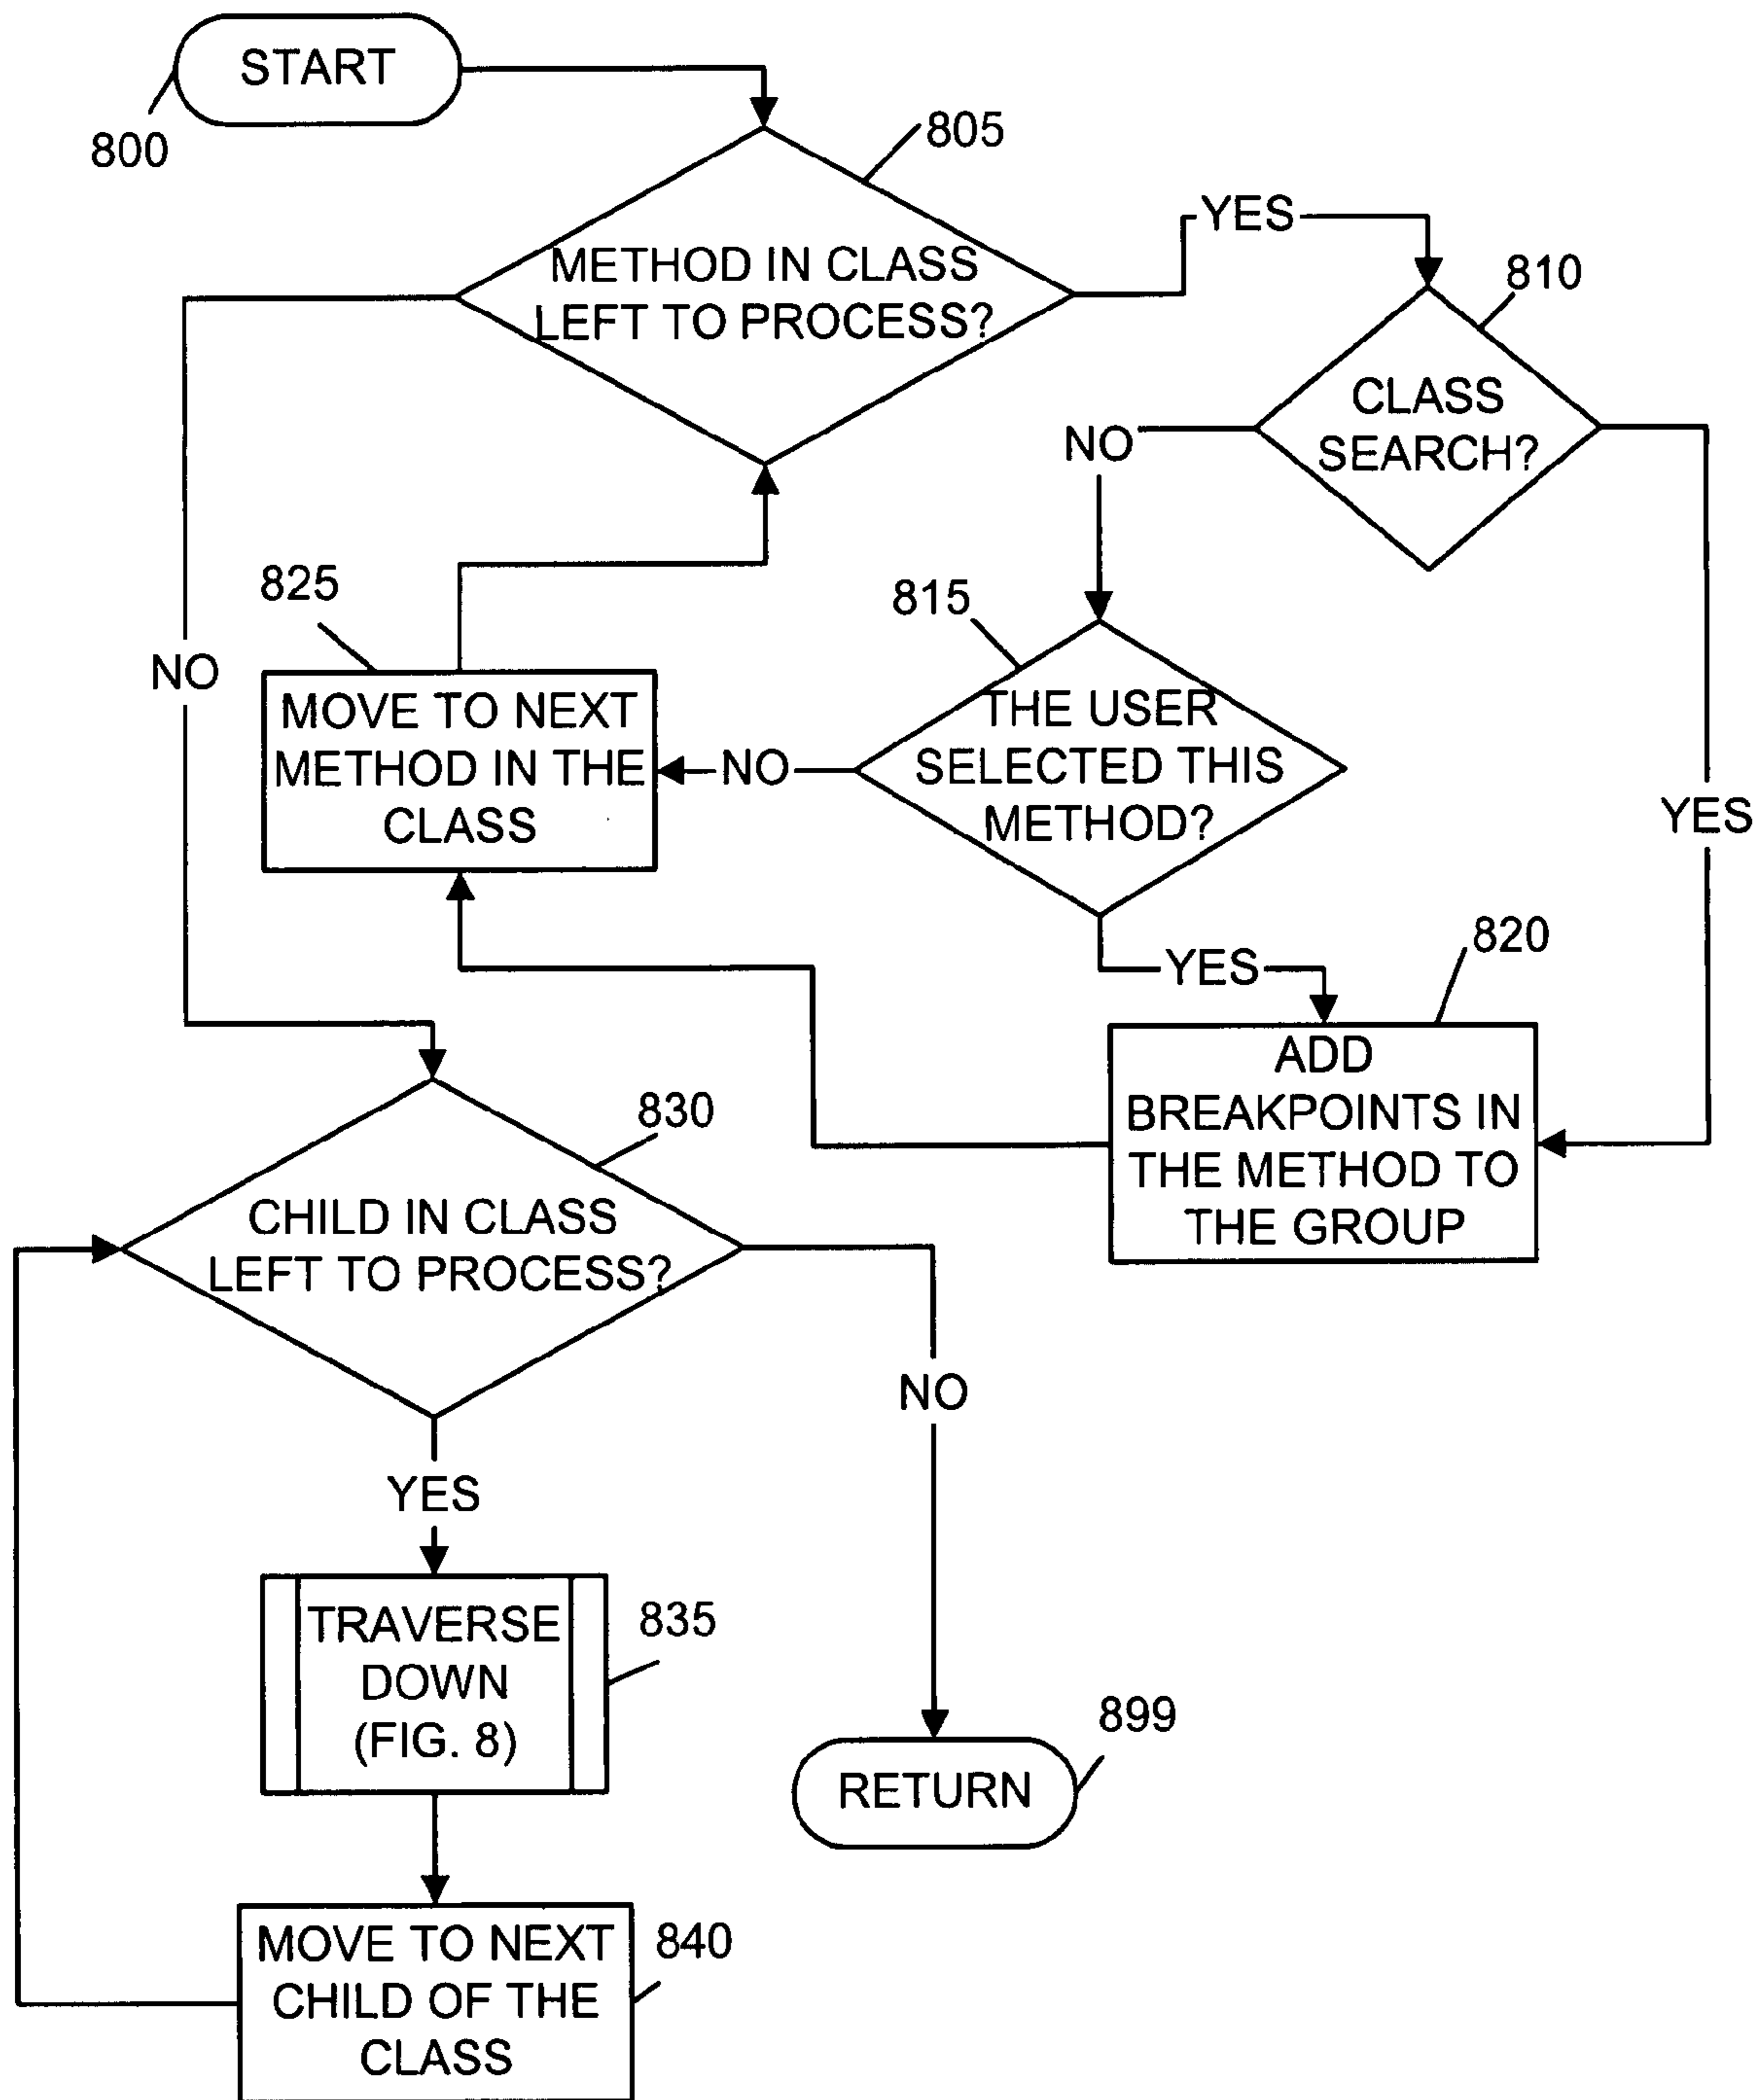 START
800
805
METHOD IN CLASS
LEFT TO PROCESS?
YES
810
CLASS
SEARCH?
NO
YES
825
MOVE TO NEXT
METHOD IN THE
CLASS
NO
815
THE USER
SELECTED THIS
METHOD?
NO
YES
820
ADD
BREAKPOINTS IN
THE METHOD TO
THE GROUP
830
CHILD IN CLASS
LEFT TO PROCESS?
NO
YES
835
TRAVERSE
DOWN
(FIG. 8)
899
RETURN
840
MOVE TO NEXT
CHILD OF THE
CLASS